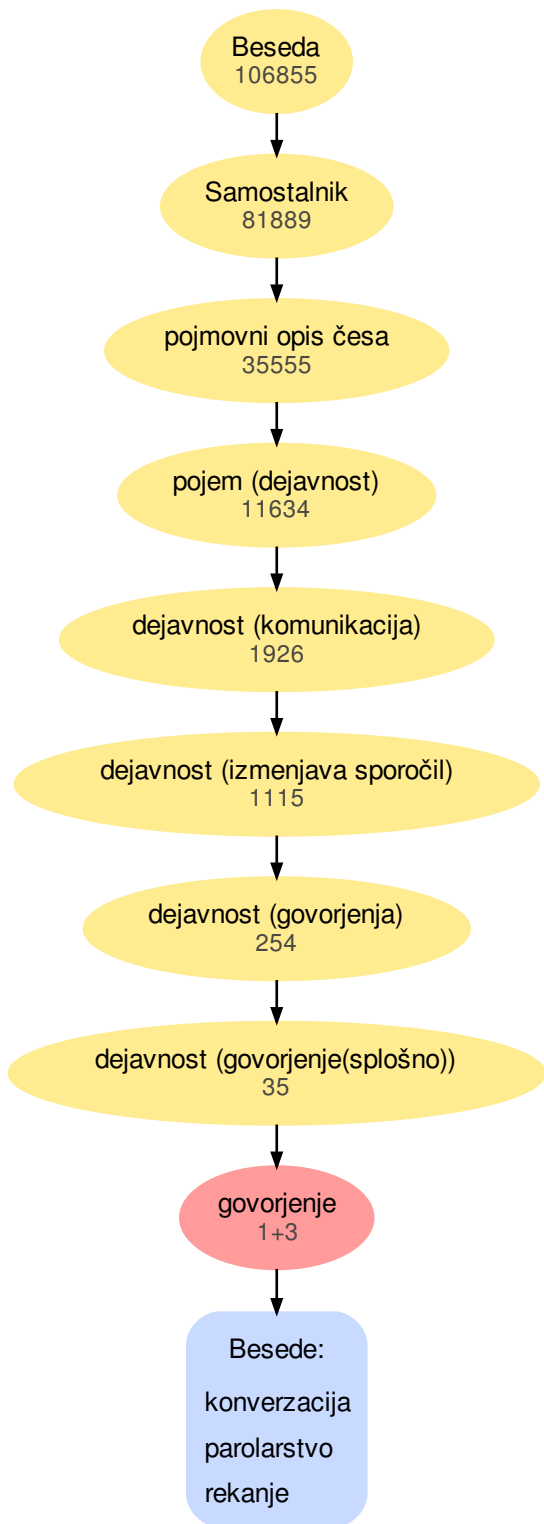 Beseda
106855
Samostalnik
81889
pojmovni opis česa
35555
pojem (dejavnost)
11634
dejavnost (komunikacija)
1926
dejavnost (izmenjava sporočil)
1115
dejavnost (govorjenja)
254
dejavnost (govorjenje(splošno))
35
govorjenje
1+3
Besede:
konverzacija
parolarstvo
rekanje